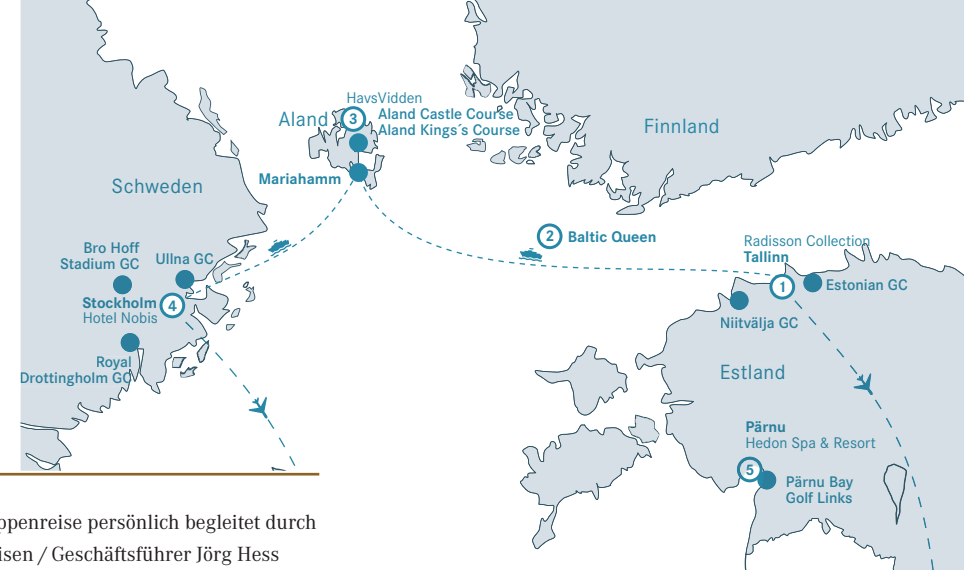 HavsVidden
Aland
3
Aland Castle Course
Aland King´s Course
Finnland
Mariahamm
Schweden
2
Baltic Queen
Bro Hoff
Stadium GC
Ullna GC
Radisson Collection
Tallinn
1
Estonian GC
Stockholm
Hotel Nobis
4
Niitvälja GC
Royal
Drottingholm GC
Estland
Pärnu
Hedon Spa & Resort
5
Pärnu Bay
Golf Links
ppenreise persönlich begleitet durch
isen / Geschäftsführer Jörg Hess